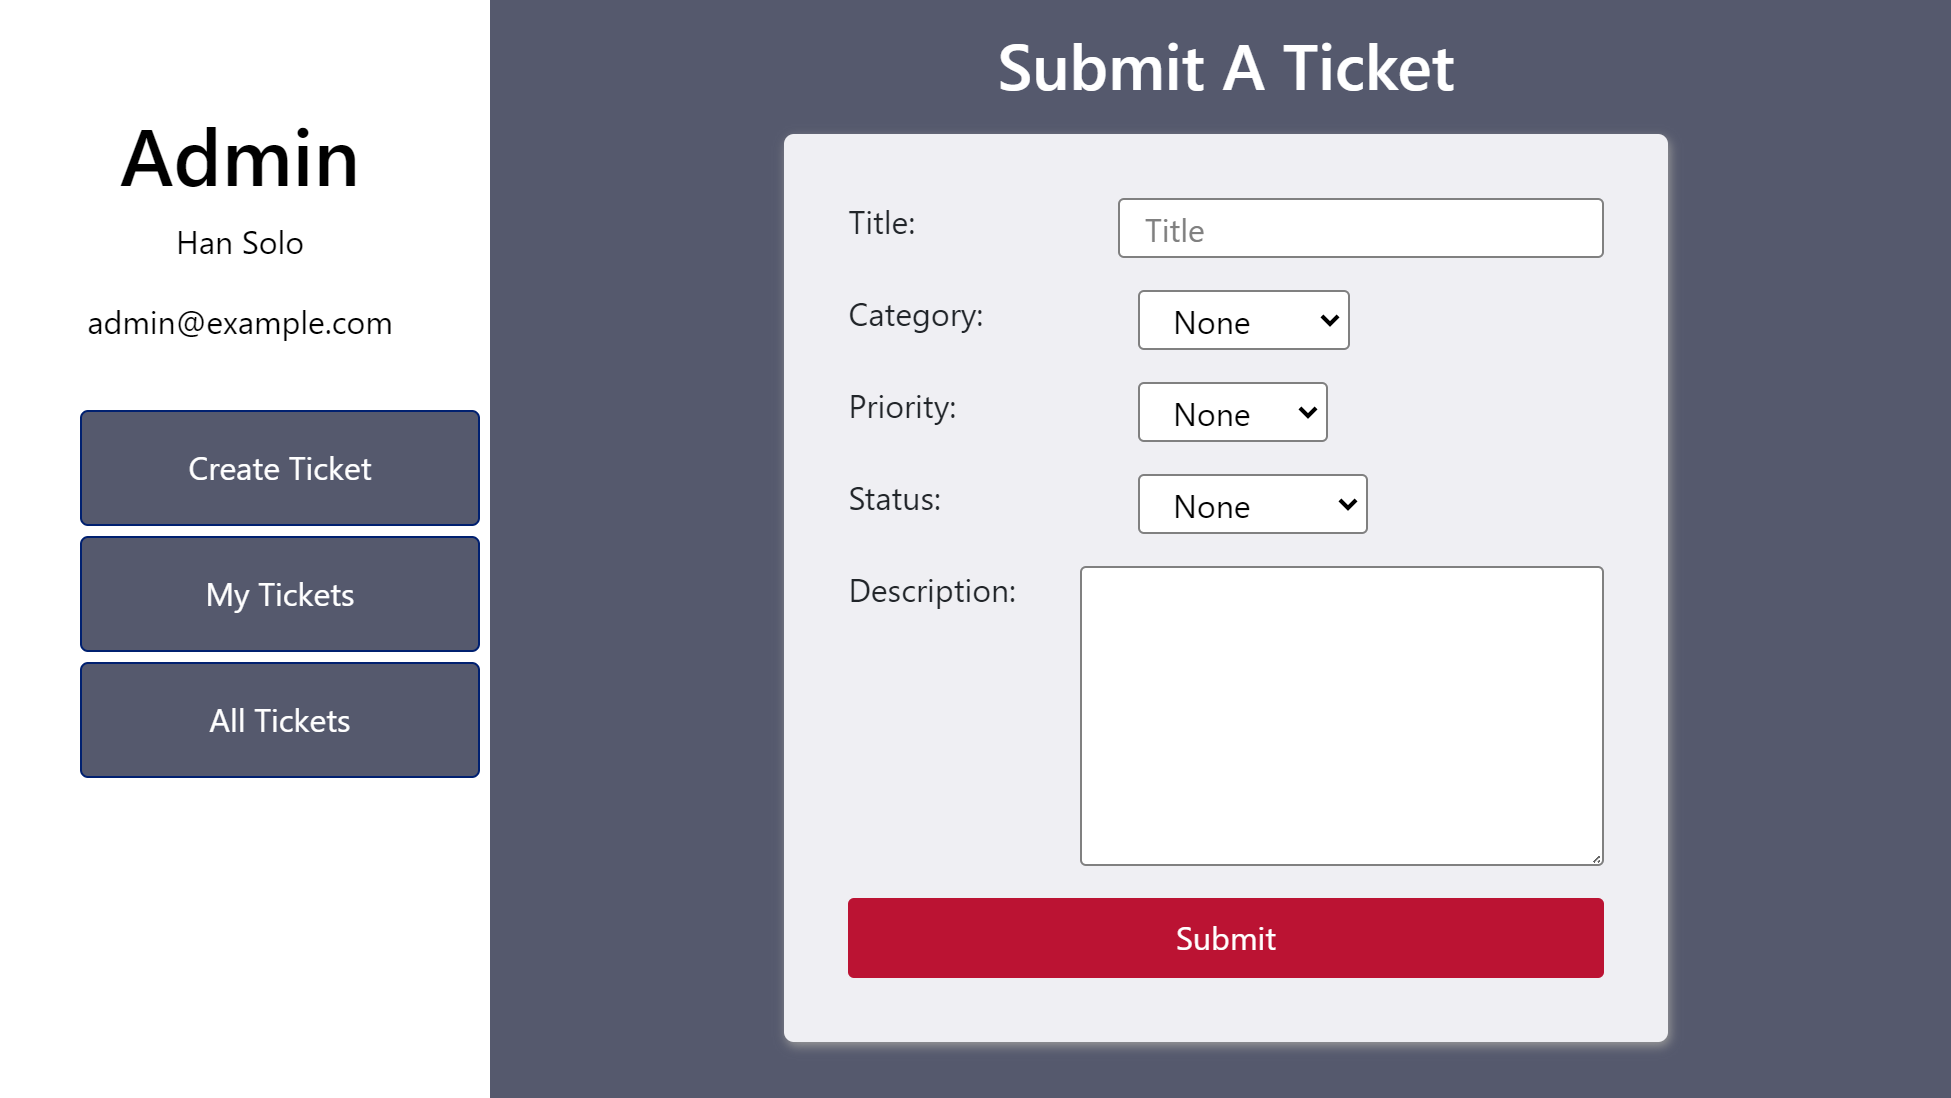 Admin
Han Solo
admin@example.com
Create Ticket
My Tickets
All Tickets
Submit A Ticket
Title: Title
Category: None
Priority: None
Status: None
Description:
Submit